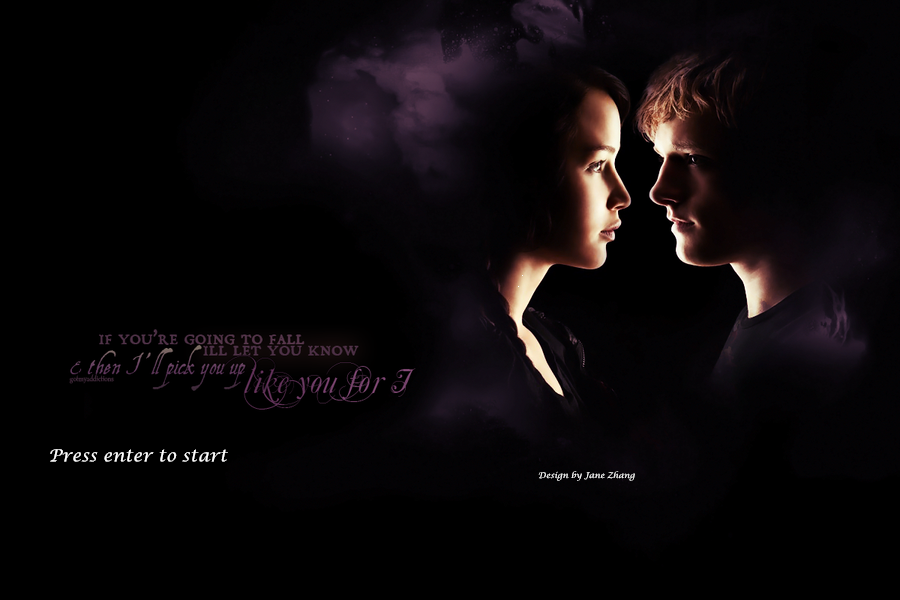 IF YOU'RE GOING TO FALL
ILL LET YOU KNOW
& then I'll pick you up
like you for I
Press enter to start
Design by Jane Zhang